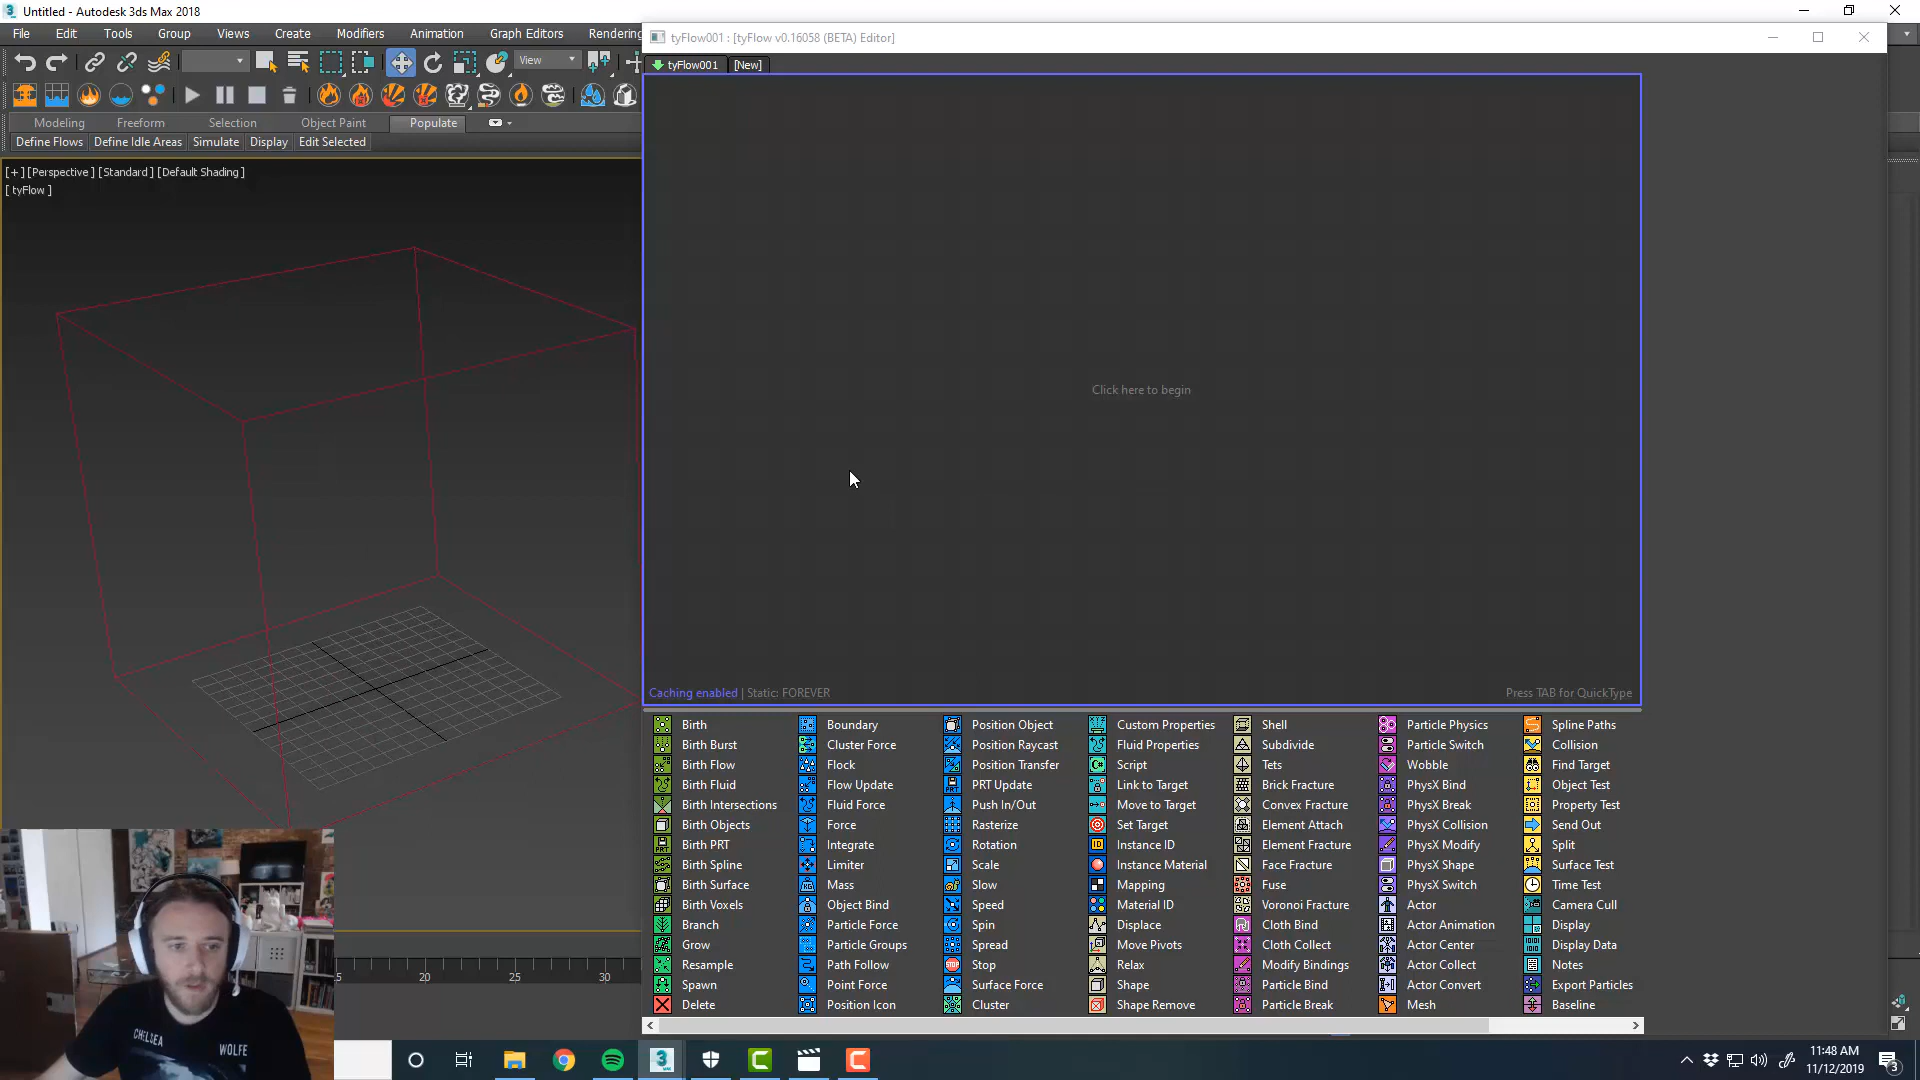 Untitled - Autodesk 3ds Max 2018
File Edit Tools Group Views Create Modifiers Animation Graph Editors Rendering
View
Modeling Freeform Selection Object Paint Populate
Define Flows Define Idle Areas Simulate Display Edit Selected
[+] [Perspective] [Standard] [Default Shading]
[ tyFlow ]
tyFlow001 : [tyFlow v0.16058 (BETA) Editor]
tyFlow001 [New]
Click here to begin
Caching enabled | Static: FOREVER
Press TAB for QuickType
Birth Boundary Position Object Custom Properties Shell Particle Physics Spline Paths
Birth Burst Cluster Force Position Raycast Fluid Properties Subdivide Particle Switch Collision
Birth Flow Flock Position Transfer Script Tets Wobble Find Target
Birth Fluid Flow Update PRT Update Link to Target Brick Fracture PhysX Bind Object Test
Birth Intersections Fluid Force Push In/Out Move to Target Convex Fracture PhysX Break Property Test
Birth Objects Force Rasterize Set Target Element Attach PhysX Collision Send Out
Birth PRT Integrate Rotation Instance ID Element Fracture PhysX Modify Split
Birth Spline Limiter Scale Instance Material Face Fracture PhysX Shape Surface Test
Birth Surface Mass Slow Mapping Fuse PhysX Switch Time Test
Birth Voxels Object Bind Speed Material ID Voronoi Fracture Actor Camera Cull
Branch Particle Force Spin Displace Cloth Bind Actor Animation Display
Grow Particle Groups Spread Move Pivots Cloth Collect Actor Center Display Data
Resample Path Follow Stop Relax Modify Bindings Actor Collect Notes
Spawn Point Force Surface Force Shape Particle Bind Actor Convert Export Particles
Delete Position Icon Cluster Shape Remove Particle Break Mesh Baseline
5 20 25 30
CHELSEA
WOLFE
11:48 AM
11/12/2019
3